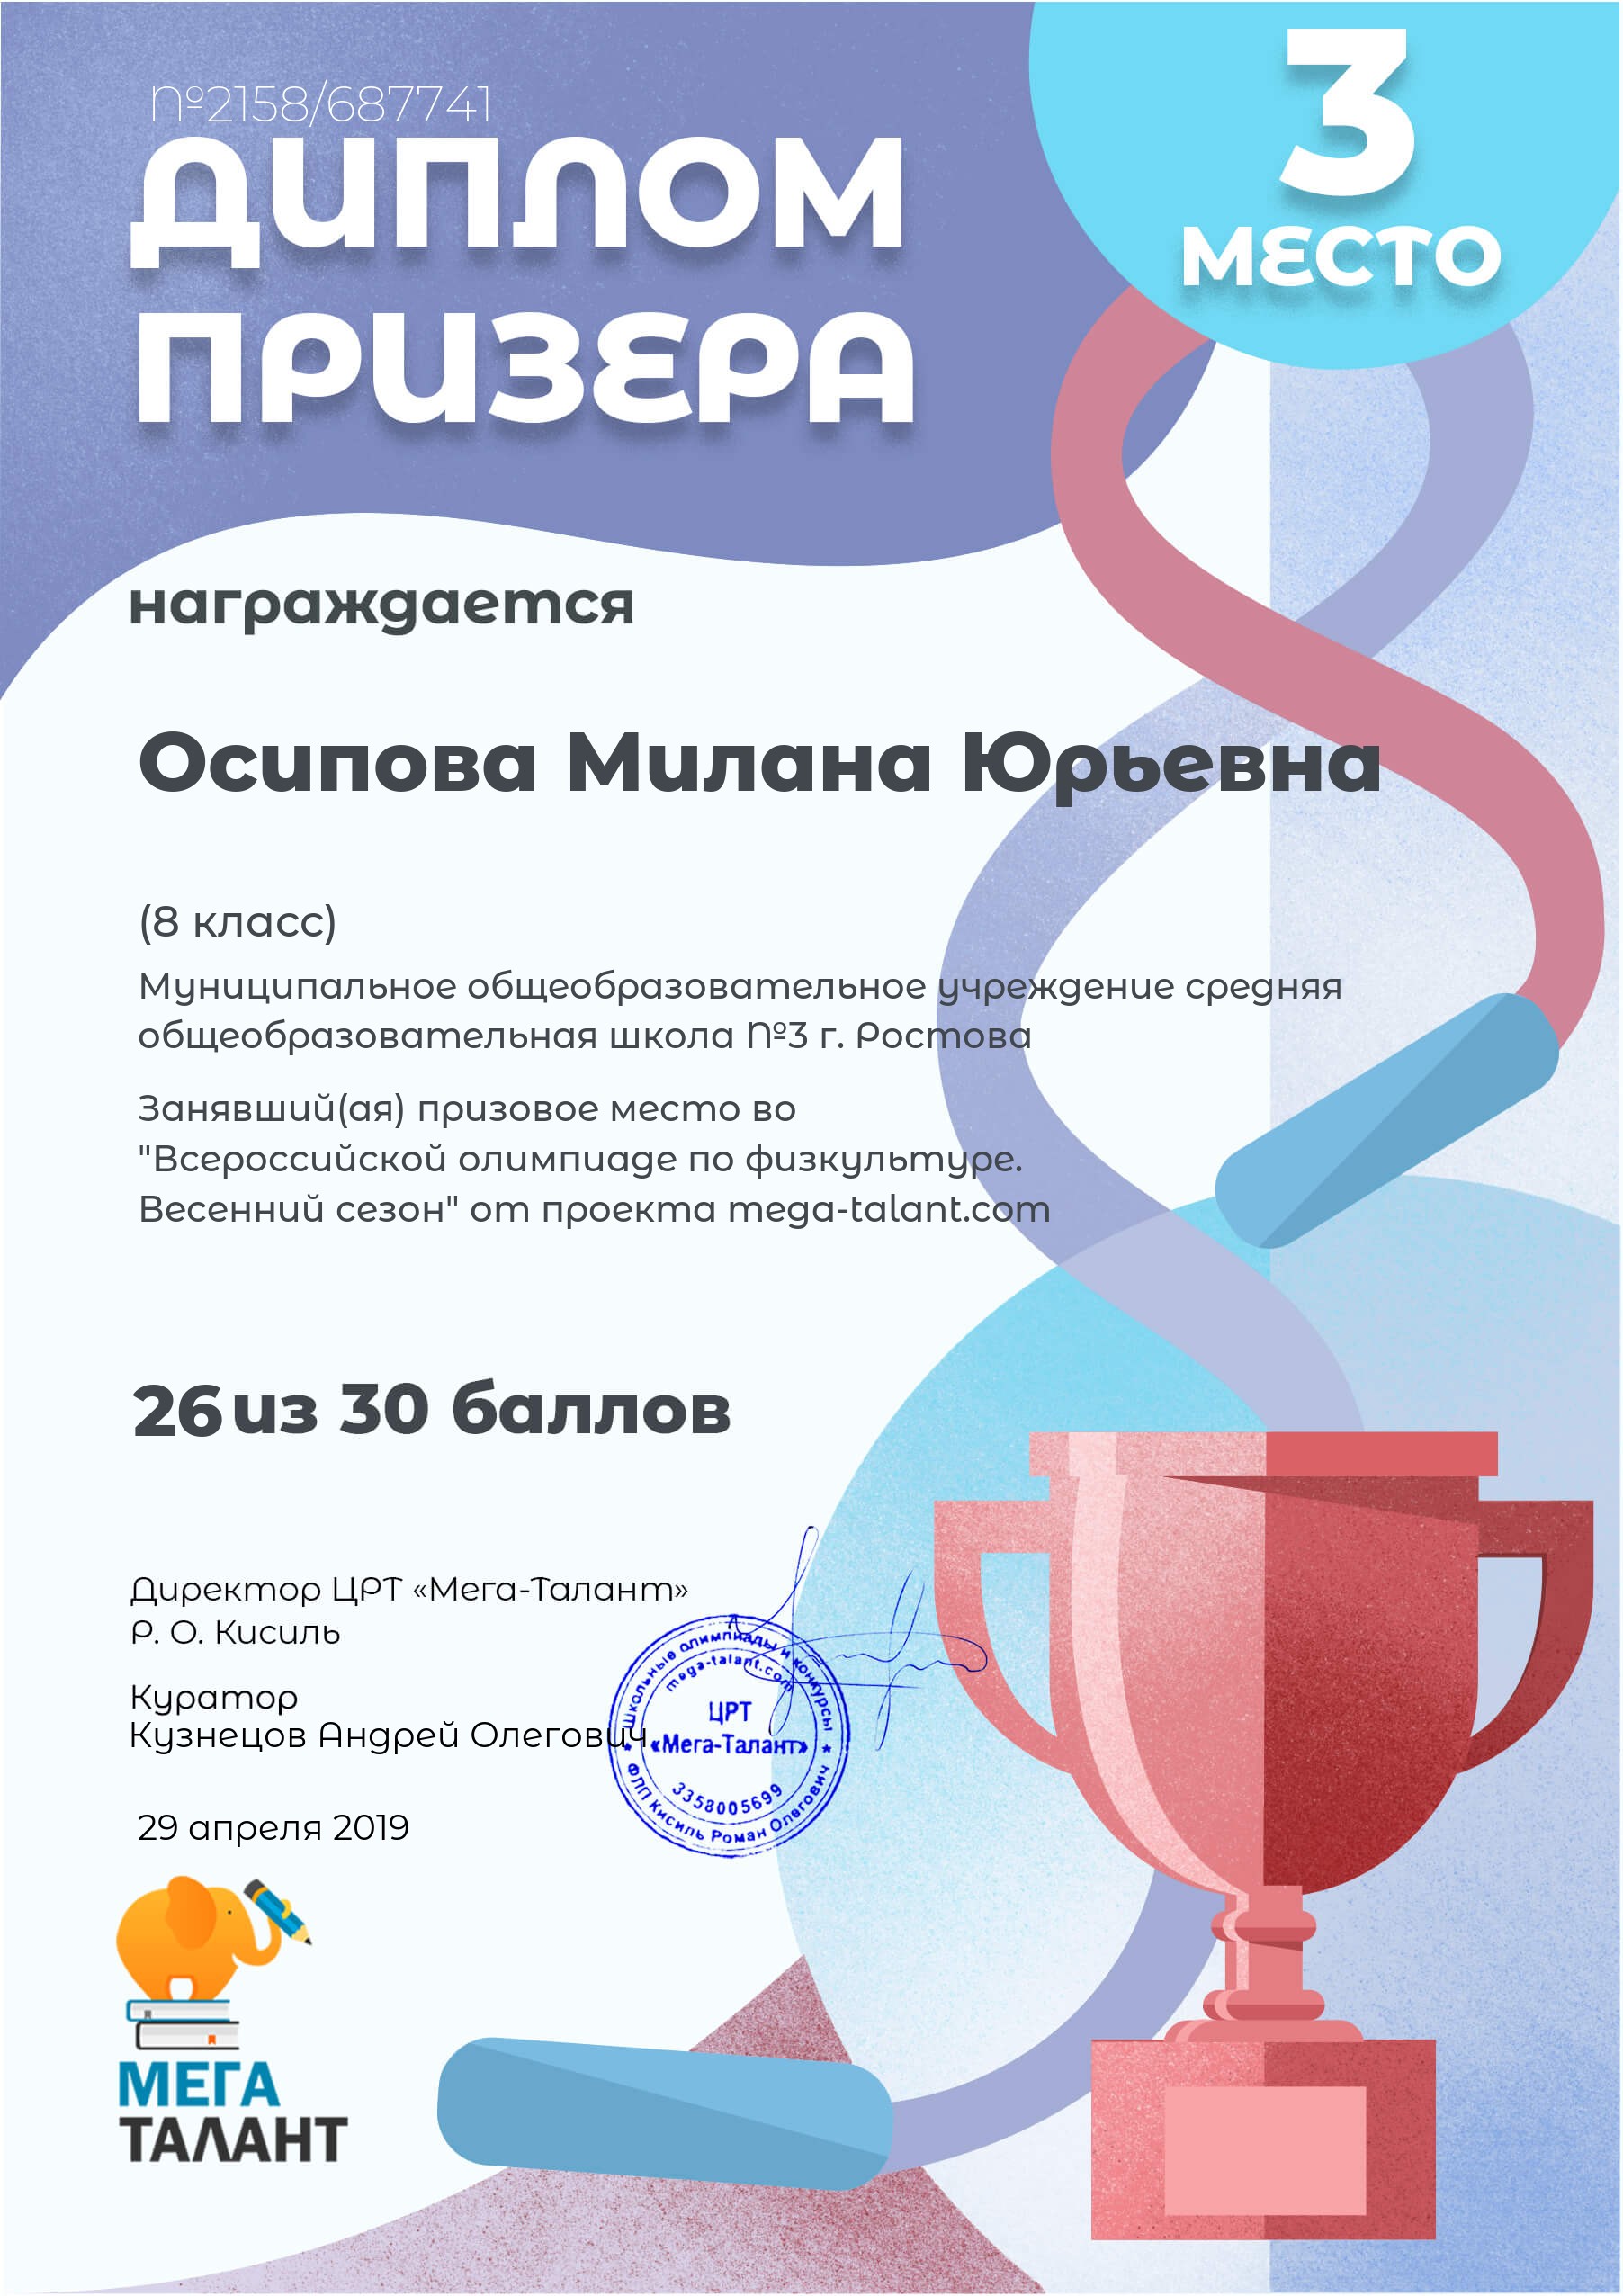 №2158/687741
ДИПЛОМ
ПРИЗЕРА
3
МЕСТО
награждается
Осипова Милана Юрьевна
(8 класс)
Муниципальное общеобразовательное учреждение средняя
общеобразовательная школа №3 г. Ростова
Занявший(ая) призовое место во
"Всероссийской олимпиаде по физкультуре.
Весенний сезон" от проекта mega-talant.com
26 из 30 баллов
Директор ЦРТ «Мега-Талант»
Р. О. Кисиль
Куратор
Кузнецов Андрей Олегович
Школьные олимпиады и конкурсы
mega-talant.com
ЦРТ
«Мега-Талант»
3358005699
ФЛП Кисиль Роман Олегович
29 апреля 2019
МЕГА
ТАЛАНТ